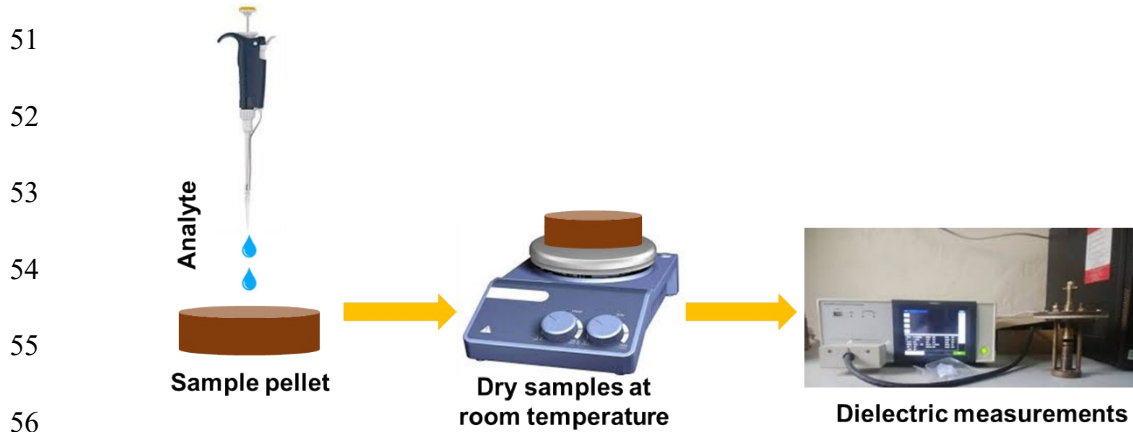 51
52
53
Analyte
54
55
Sample pellet
Dry samples at
room temperature
Dielectric measurements
56